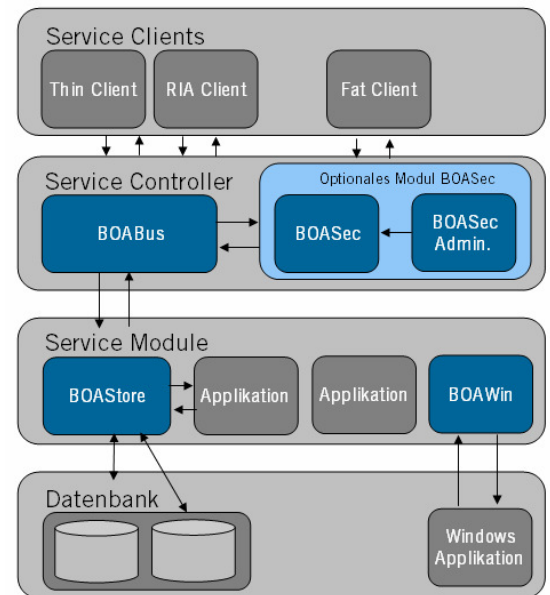 Service Clients
Thin Client
RIA Client
Fat Client
Service Controller
Optionales Modul BOASec
BOABus
BOASec
BOASec
Admin.
Service Module
BOAStore
Applikation
Applikation
BOAWin
Datenbank
Windows
Applikation